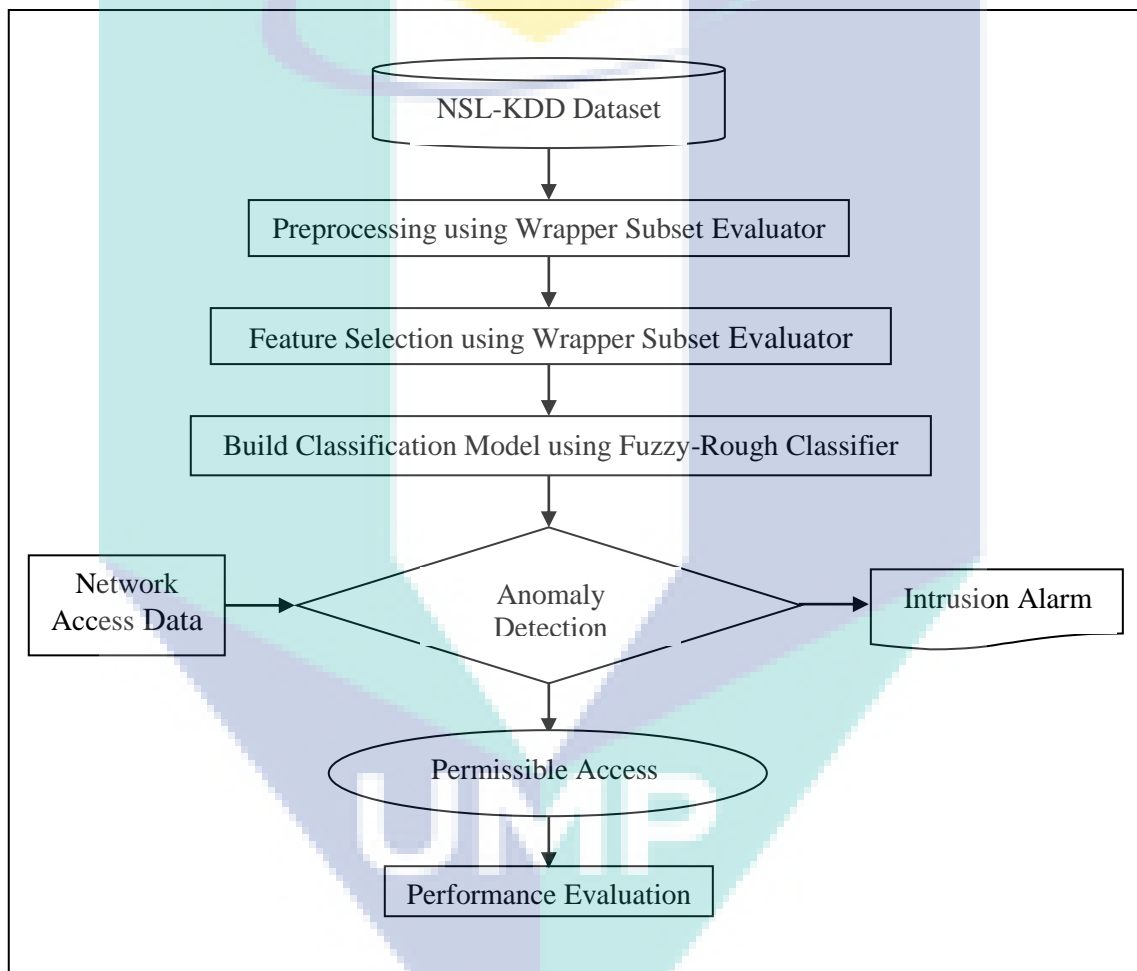 NSL-KDD Dataset
Preprocessing using Wrapper Subset Evaluator
Feature Selection using Wrapper Subset Evaluator
Build Classification Model using Fuzzy-Rough Classifier
Network
Access Data
Anomaly
Detection
Intrusion Alarm
Permissible Access
UMP
Performance Evaluation